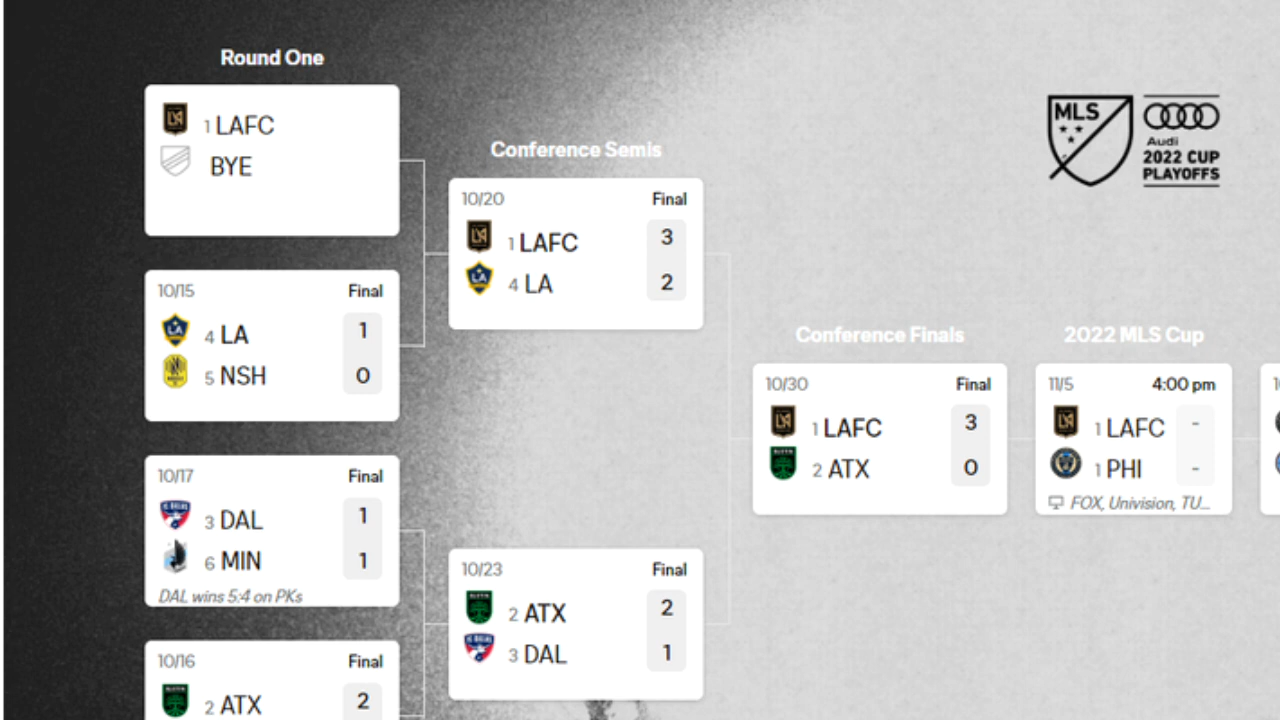 Round One
1 LAFC
BYE
10/15 Final
4 LA 1
5 NSH 0
10/17 Final
3 DAL 1
6 MIN 1
DAL wins 5:4 on PKs
10/16 Final
2 ATX 2
Conference Semis
10/20 Final
1 LAFC 3
4 LA 2
10/23 Final
2 ATX 2
3 DAL 1
Conference Finals
10/30 Final
1 LAFC 3
2 ATX 0
MLS
Audi
2022 CUP
PLAYOFFS
2022 MLS Cup
11/5 4:00 pm
1 LAFC -
1 PHI -
FOX, Univision, TU...